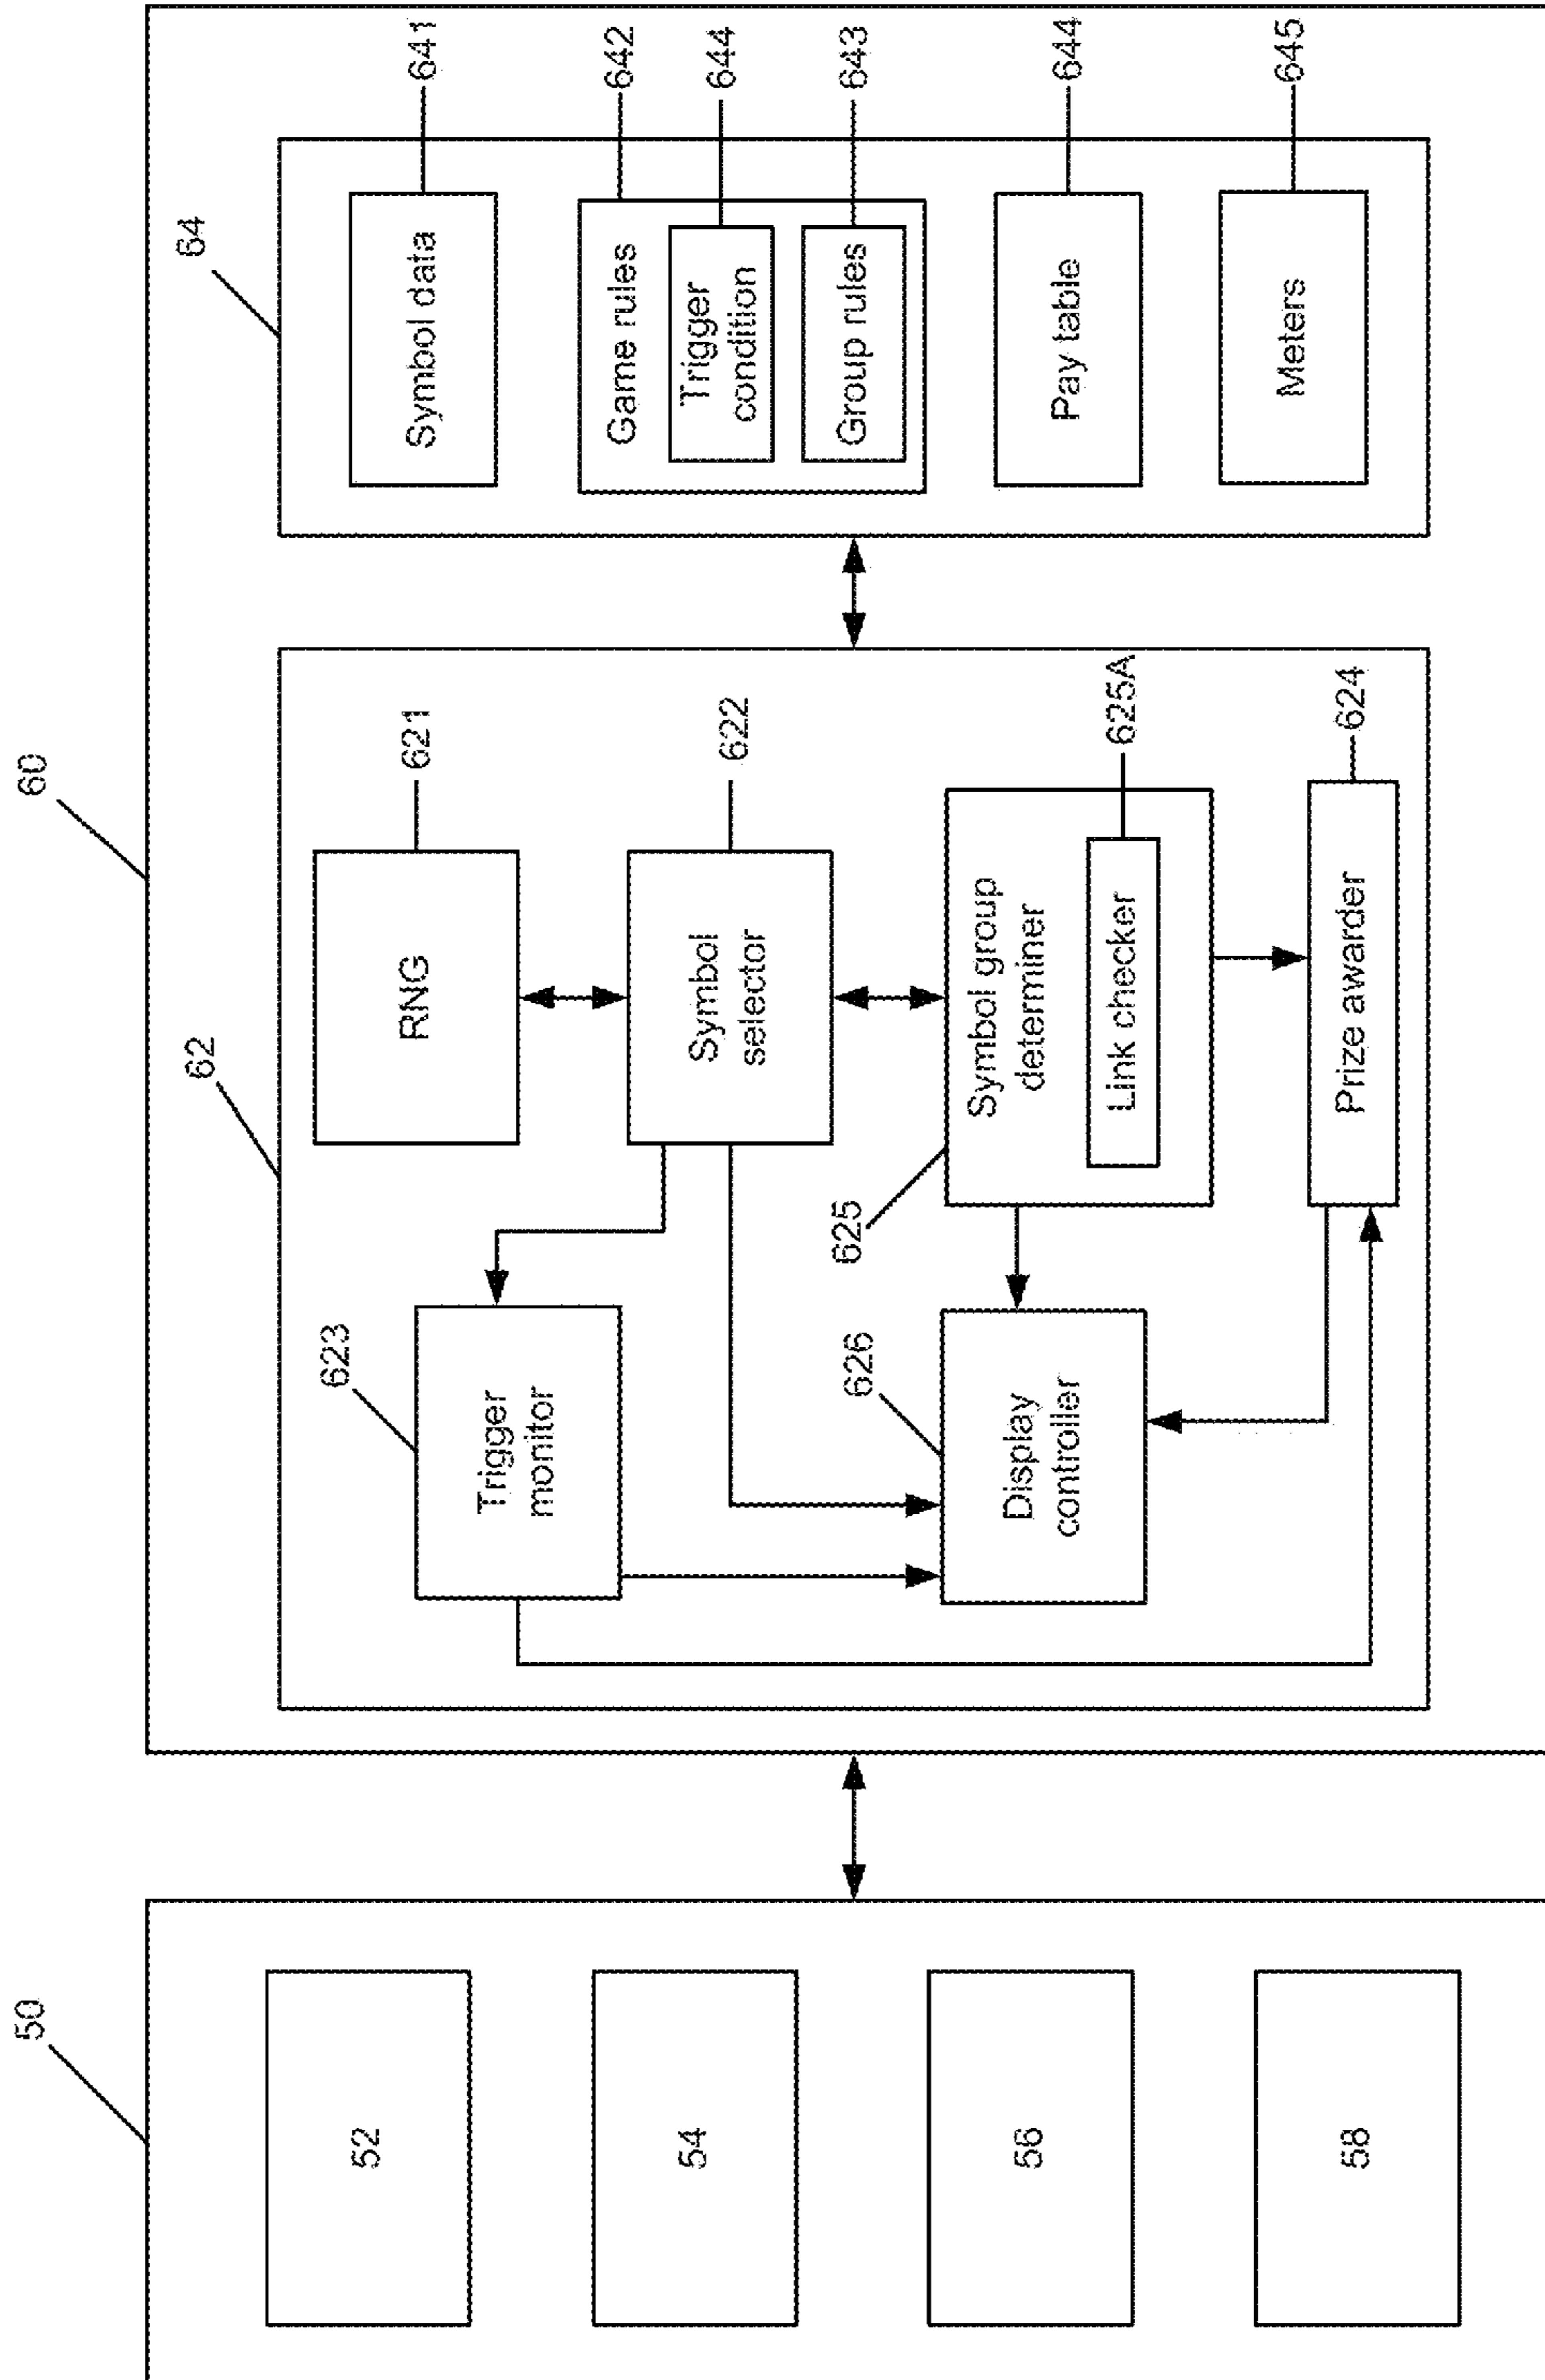 50
52
54
56
58
60
62
623
Trigger
monitor
626
Display
controller
RNG
621
Symbol
selector
622
625
Symbol group
determiner
Link checker
625A
Prize awarder
624
64
Symbol data
641
Game rules
642
Trigger
condition
644
Group rules
643
Pay table
644
Meters
645